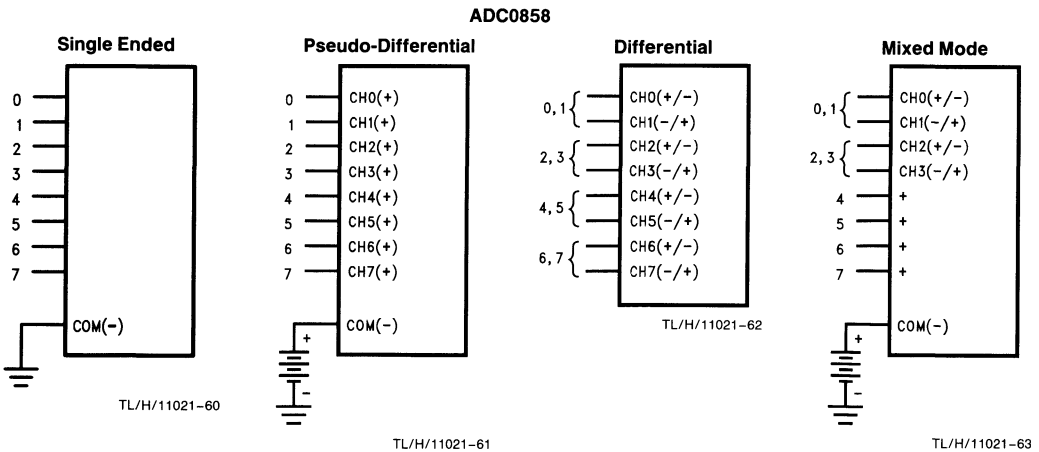 ADC0858
Single Ended
0
1
2
3
4
5
6
7
COM(-)
TL/H/11021-60
Pseudo-Differential
0 CH0(+)
1 CH1(+)
2 CH2(+)
3 CH3(+)
4 CH4(+)
5 CH5(+)
6 CH6(+)
7 CH7(+)
COM(-)
+
-
TL/H/11021-61
Differential
0,1
CH0(+/-)
CH1(-/+)
2,3
CH2(+/-)
CH3(-/+)
4,5
CH4(+/-)
CH5(-/+)
6,7
CH6(+/-)
CH7(-/+)
TL/H/11021-62
Mixed Mode
0,1
CH0(+/-)
CH1(-/+)
2,3
CH2(+/-)
CH3(-/+)
4 +
5 +
6 +
7 +
COM(-)
+
-
TL/H/11021-63